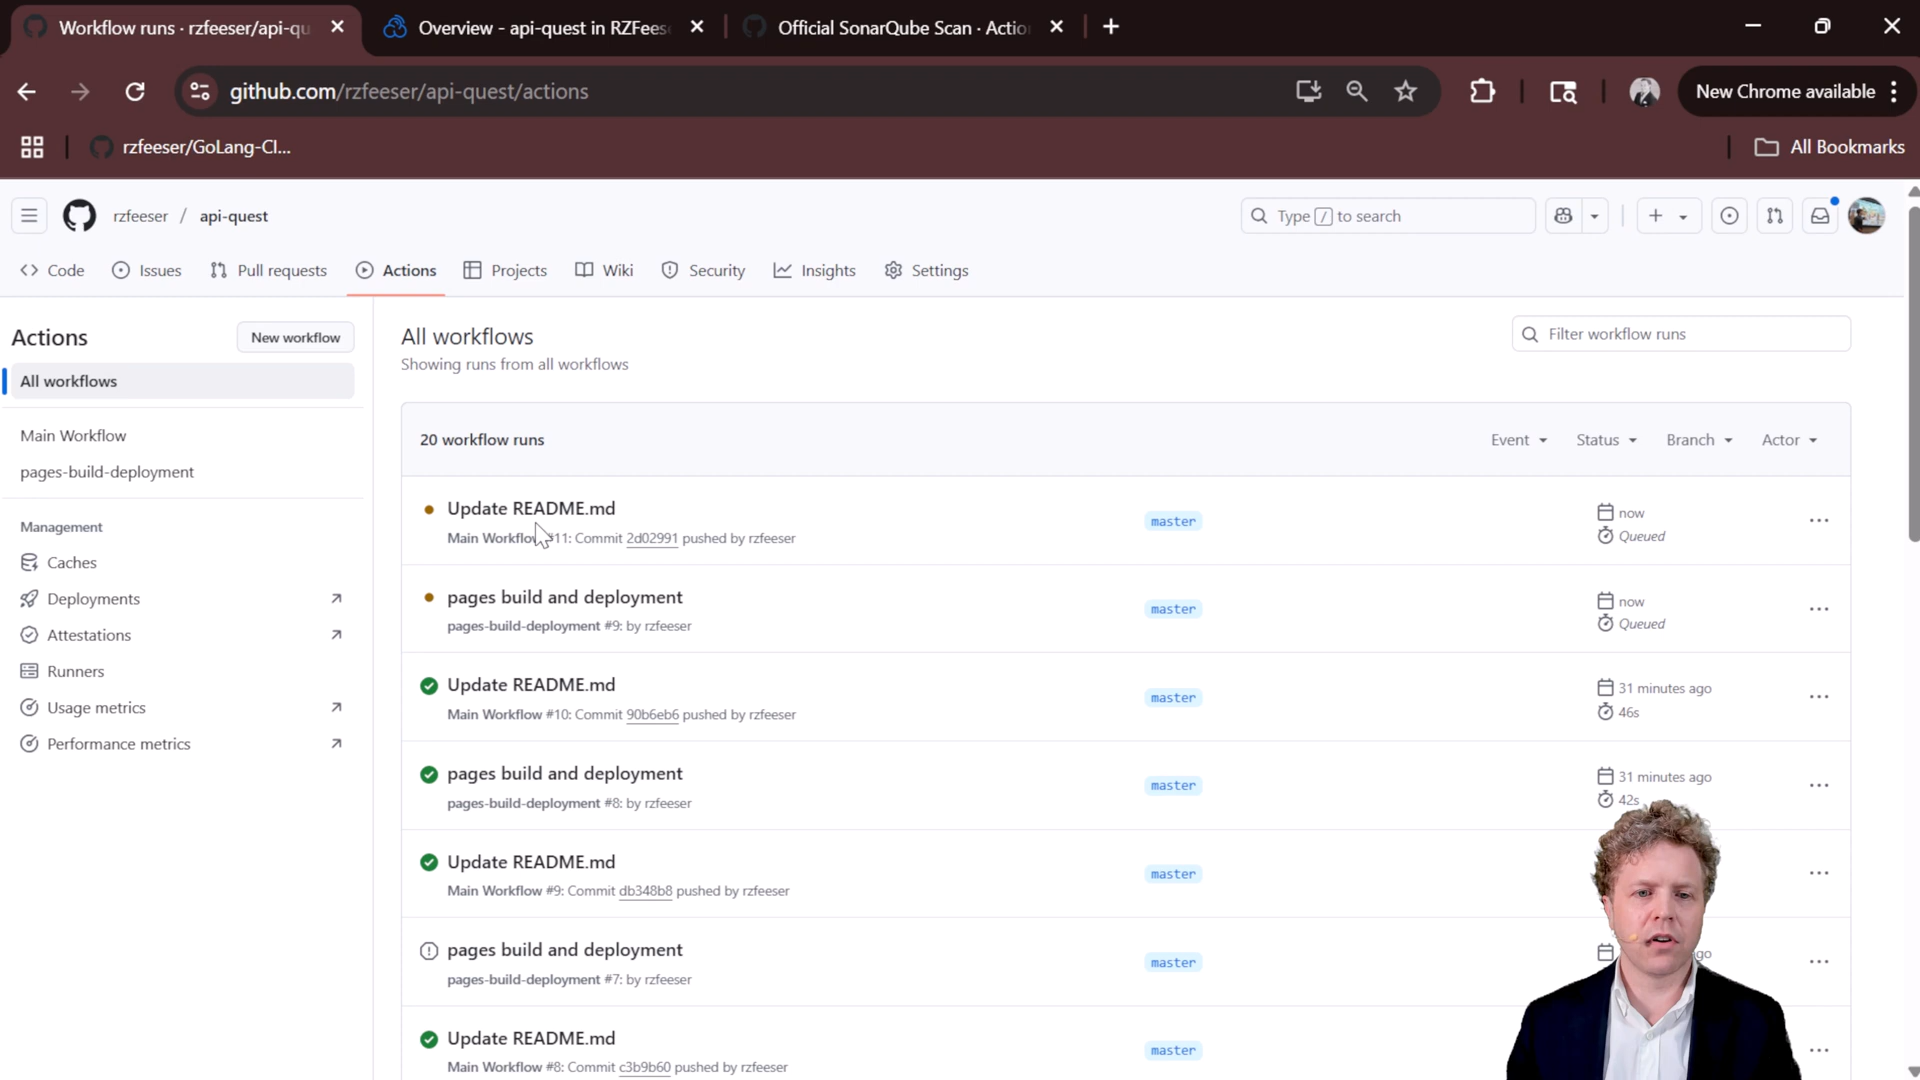 Workflow runs · rzfeeser/api-qu
Overview - api-quest in RZFees
Official SonarQube Scan · Actio
github.com/rzfeeser/api-quest/actions
New Chrome available
rzfeeser/GoLang-Cl...
All Bookmarks
rzfeeser / api-quest
Type / to search
Code
Issues
Pull requests
Actions
Projects
Wiki
Security
Insights
Settings
Actions
New workflow
All workflows
Main Workflow
pages-build-deployment
Management
Caches
Deployments
Attestations
Runners
Usage metrics
Performance metrics
All workflows
Showing runs from all workflows
Filter workflow runs
20 workflow runs
Event
Status
Branch
Actor
Update README.md
Main Workflow #11: Commit 2d02991 pushed by rzfeeser
master
now
Queued
pages build and deployment
pages-build-deployment #9: by rzfeeser
master
now
Queued
Update README.md
Main Workflow #10: Commit 90b6eb6 pushed by rzfeeser
master
31 minutes ago
46s
pages build and deployment
pages-build-deployment #8: by rzfeeser
master
31 minutes ago
42s
Update README.md
Main Workflow #9: Commit db348b8 pushed by rzfeeser
master
pages build and deployment
pages-build-deployment #7: by rzfeeser
master
go
Update README.md
Main Workflow #8: Commit c3b9b60 pushed by rzfeeser
master